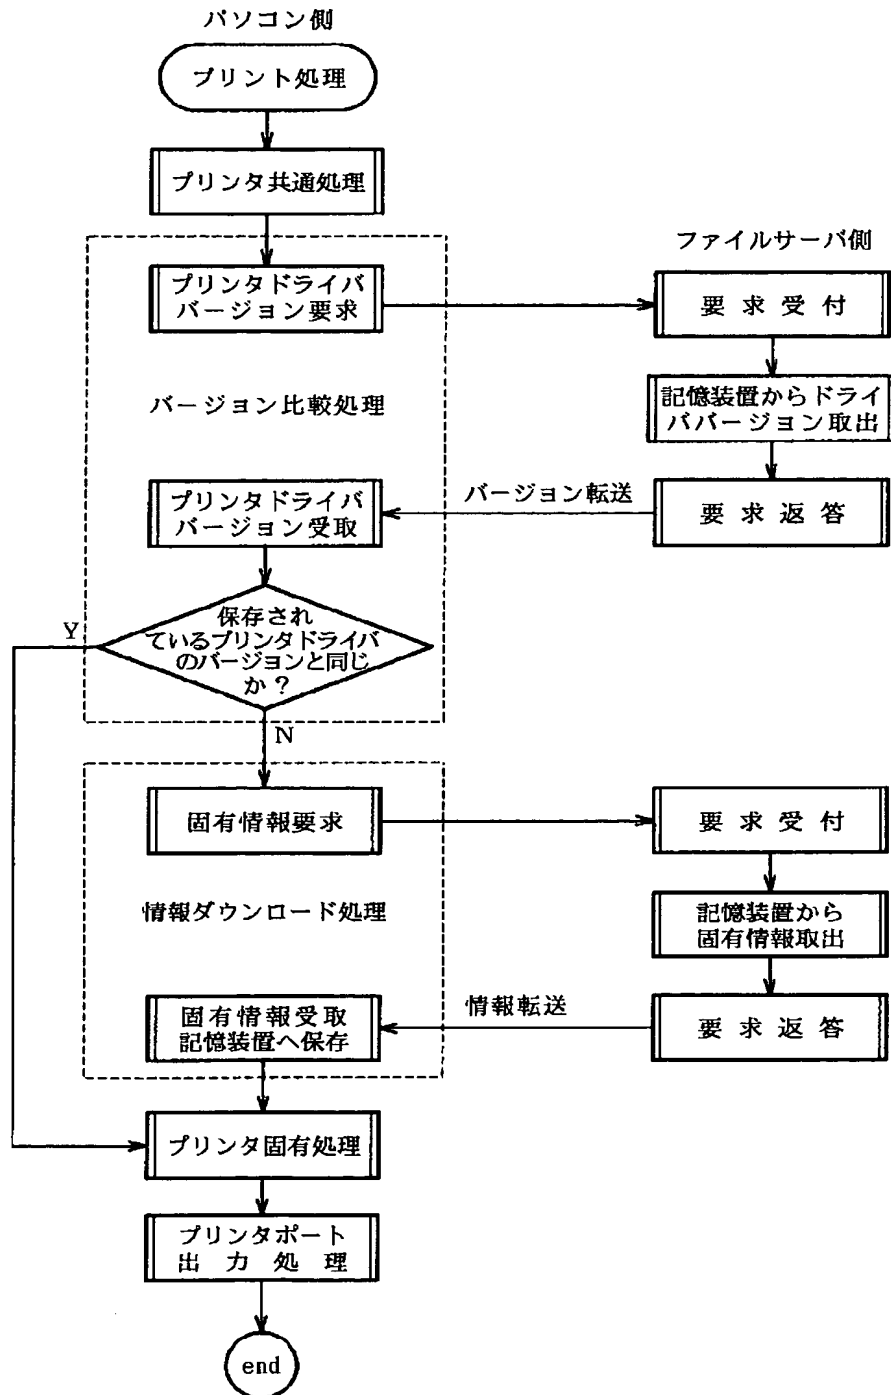 パソコン側
プリント処理
プリンタ共通処理
ファイルサーバ側
プリンタドライバ
バージョン要求
要求受付
バージョン比較処理
記憶装置からドライ
ババージョン取出
プリンタドライバ
バージョン受取
バージョン転送
要求返答
保存され
ているプリンタドライバ
のバージョンと同じ
か？
Y
N
固有情報要求
要求受付
情報ダウンロード処理
記憶装置から
固有情報取出
固有情報受取
記憶装置へ保存
情報転送
要求返答
プリンタ固有処理
プリンタポート
出力処理
end